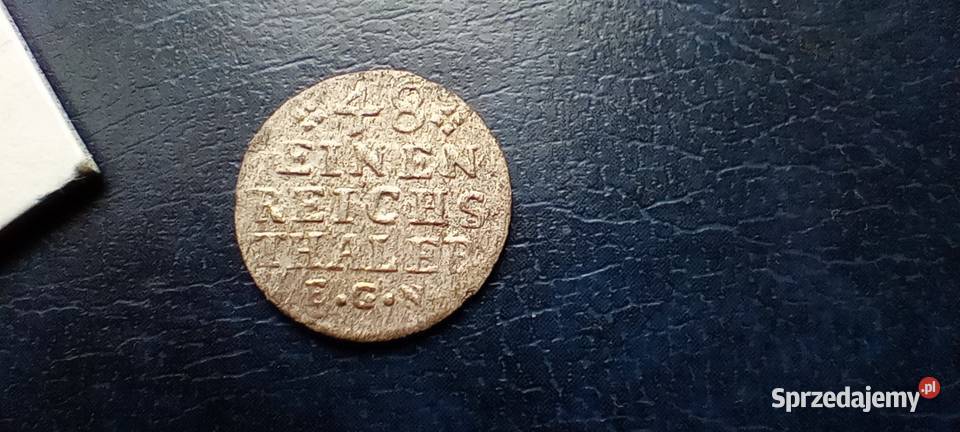 * 48 *
EINEN
REICHS
THALER
E.C.N
Sprzedajemy.pl